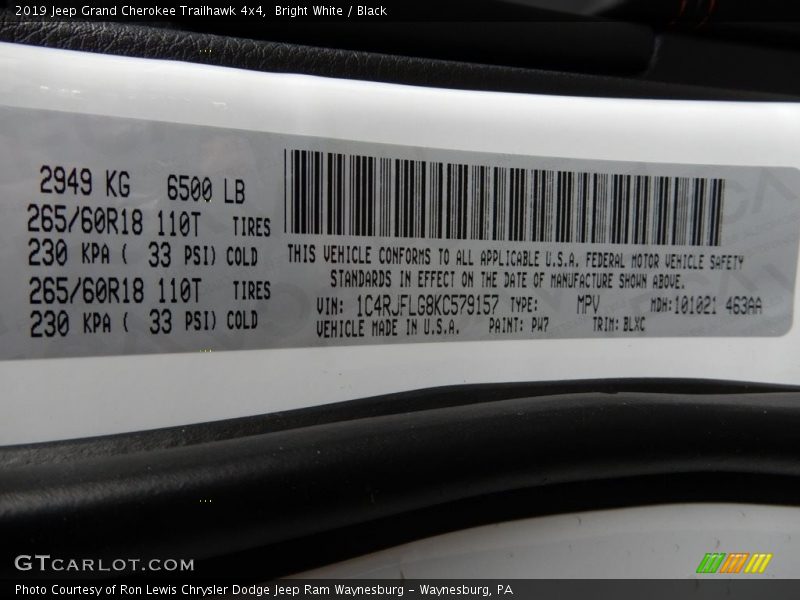 2019 Jeep Grand Cherokee Trailhawk 4x4, Bright White / Black
2949 KG 6500 LB
265/60R18 110T TIRES
230 KPA ( 33 PSI) COLD
265/60R18 110T TIRES
230 KPA ( 33 PSI) COLD
THIS VEHICLE CONFORMS TO ALL APPLICABLE U.S.A. FEDERAL MOTOR VEHICLE SAFETY
STANDARDS IN EFFECT ON THE DATE OF MANUFACTURE SHOWN ABOVE.
VIN: 1C4RJFLG8KC579157 TYPE: MPV MDH:101021 463AA
VEHICLE MADE IN U.S.A. PAINT: PW7 TRIM: BLXC
GTCARLOT.COM
Photo Courtesy of Ron Lewis Chrysler Dodge Jeep Ram Waynesburg - Waynesburg, PA